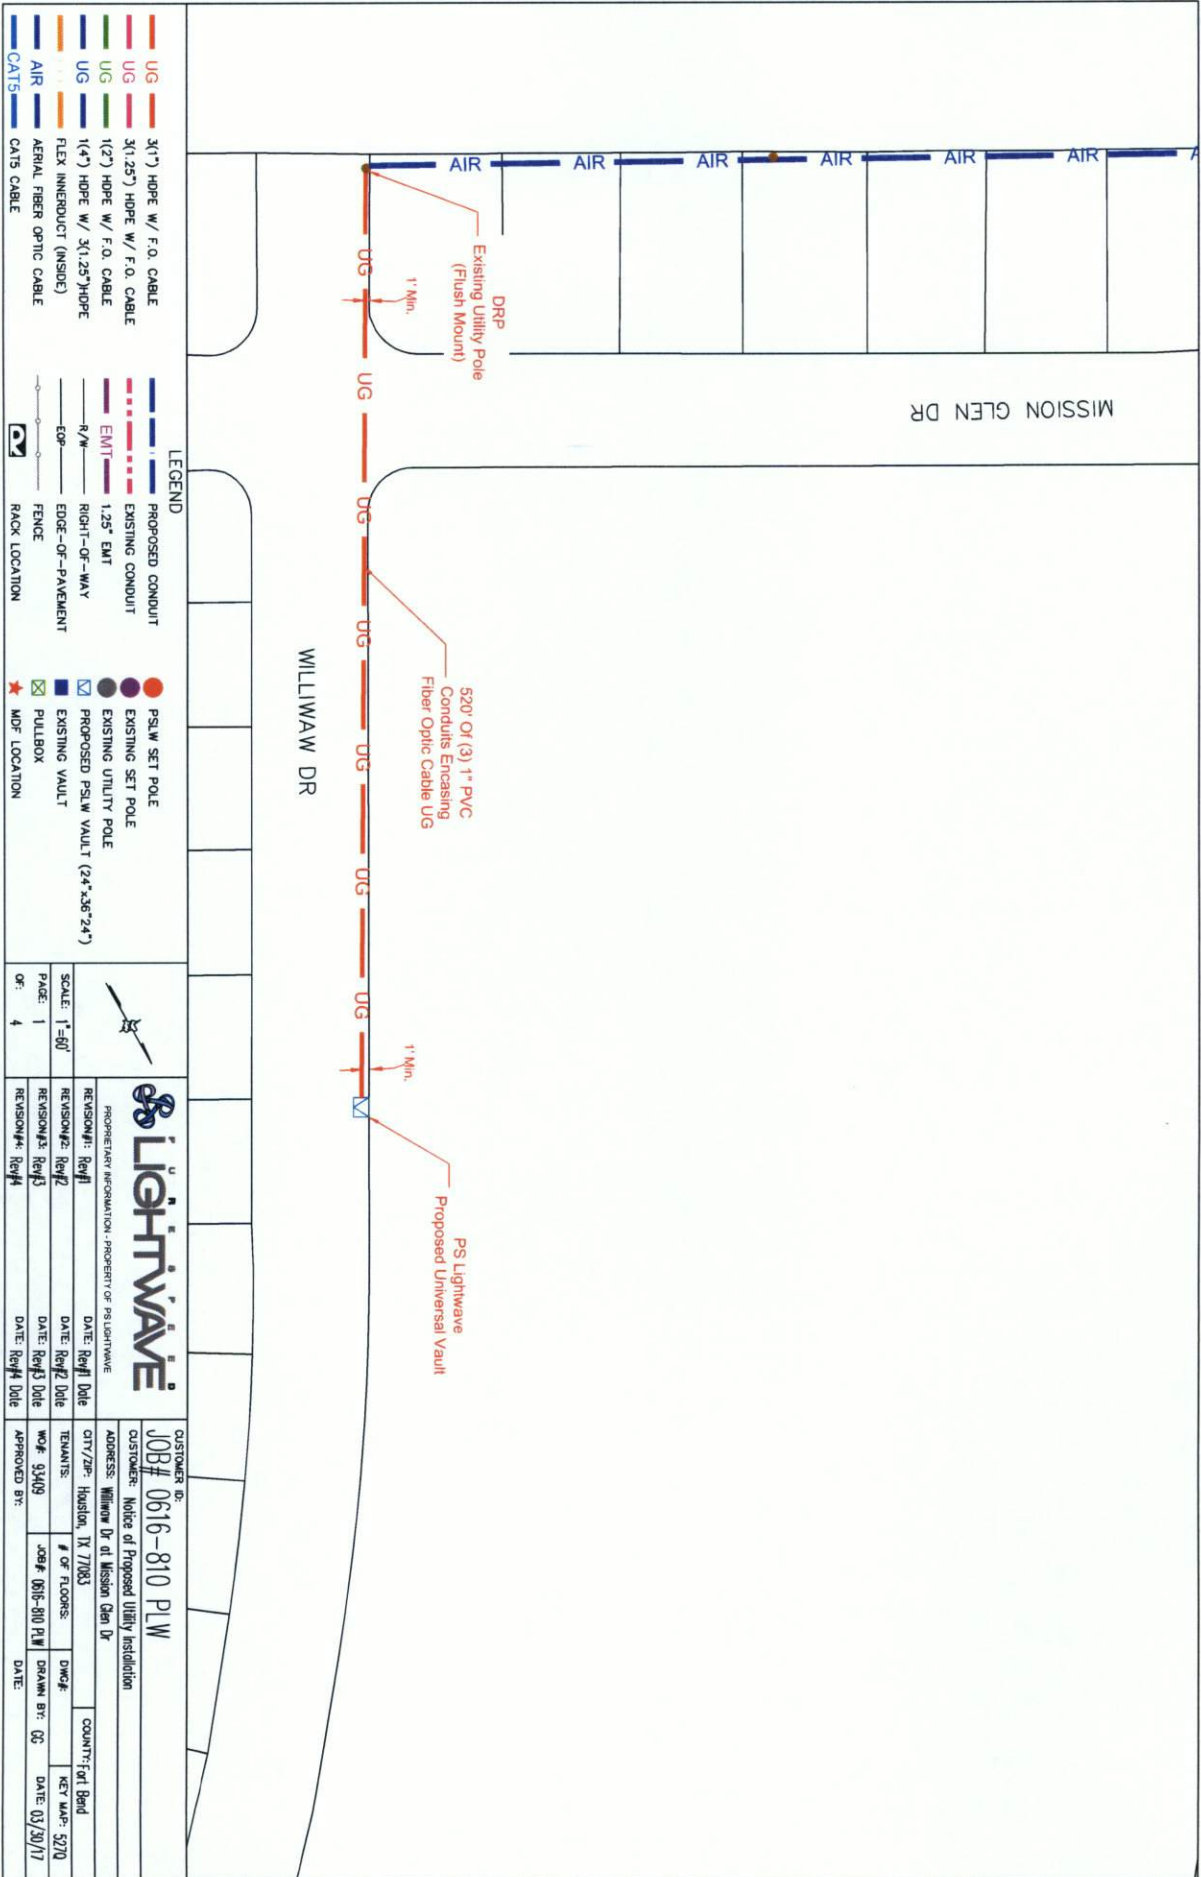 AIR
AIR
AIR
AIR
AIR
AIR
MISSION GLEN DR
DRP
Existing Utility Pole
(Flush Mount)
1' Min.
UG
UG
UG
UG
UG
UG
UG
520' Of (3) 1" PVC
Conduits Encasing
Fiber Optic Cable UG
WILLIWAW DR
1' Min.
PS Lightwave
Proposed Universal Vault
LEGEND
UG 3(1") HDPE W/ F.O. CABLE
UG 3(1.25") HDPE W/ F.O. CABLE
UG 1(2") HDPE W/ F.O. CABLE
UG 1(4") HDPE W/ 3(1.25")HDPE
FLEX INNERDUCT (INSIDE)
AIR AERIAL FIBER OPTIC CABLE
CAT5 CAT5 CABLE
PROPOSED CONDUIT
EXISTING CONDUIT
EMT 1.25" EMT
R/W RIGHT-OF-WAY
EOP EDGE-OF-PAVEMENT
FENCE
RACK LOCATION
PSLW SET POLE
EXISTING SET POLE
EXISTING UTILITY POLE
PROPOSED PSLW VAULT (24"x36"24")
EXISTING VAULT
PULLBOX
MDF LOCATION
N
SCALE: 1"=60'
PAGE: 1
OF: 4
PURESPEED
LIGHTWAVE
PROPRIETARY INFORMATION - PROPERTY OF PS LIGHTWAVE
REVISION#1: Rev#1 DATE: Rev#1 Date
REVISION#2: Rev#2 DATE: Rev#2 Date
REVISION#3: Rev#3 DATE: Rev#3 Date
REVISION#4: Rev#4 DATE: Rev#4 Date
CUSTOMER ID:
JOB# 0616-810 PLW
CUSTOMER: Notice of Proposed Utility Installation
ADDRESS: Williwaw Dr at Mission Glen Dr
CITY/ZIP: Houston, TX 77083 COUNTY: Fort Bend
TENANTS: # OF FLOORS: DWG#: KEY MAP: 527Q
WO#: 93409 JOB#: 0616-810 PLW DRAWN BY: CG DATE: 03/30/17
APPROVED BY: DATE: